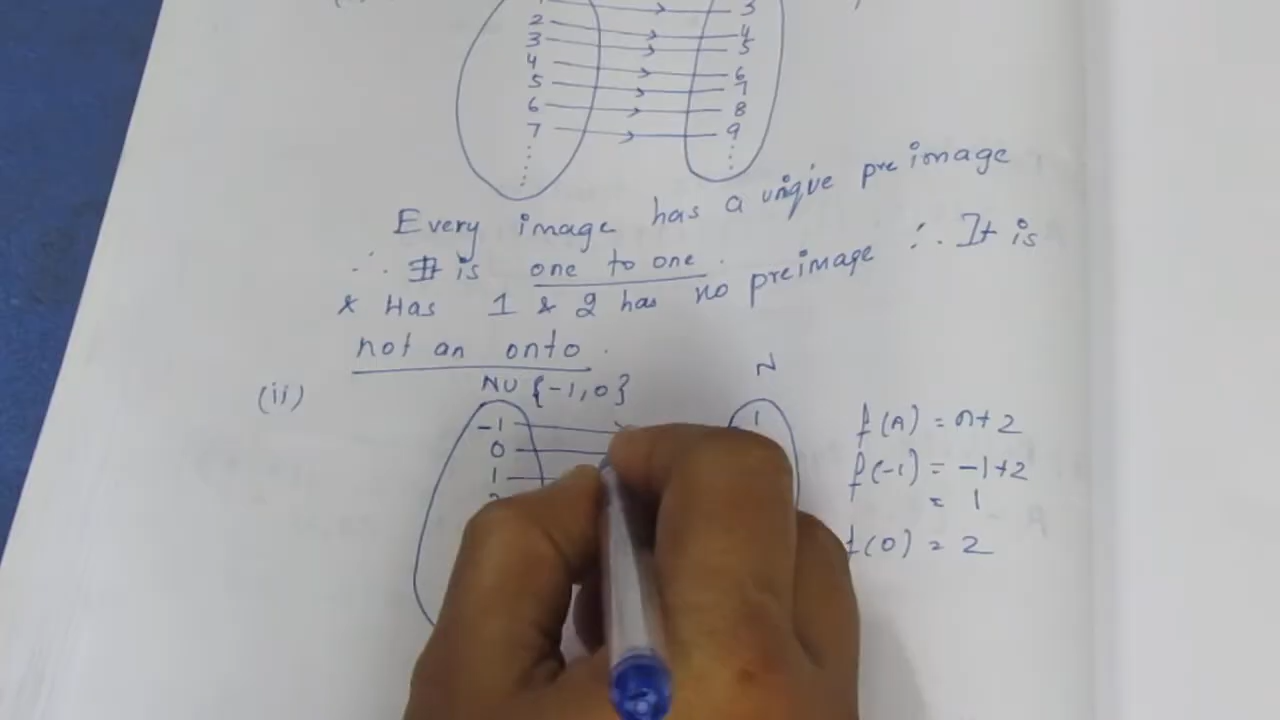 2 3
3 4
4 5
5 6
6 7
7 8
9
Every image has a unique preimage
∴ It is one to one.
* Has 1 & 2 has no preimage ∴ It is
not an onto.
(ii) NU {-1,0} N
-1 1
0
1
f(n) = n+2
f(-1) = -1+2
= 1
f(0) = 2